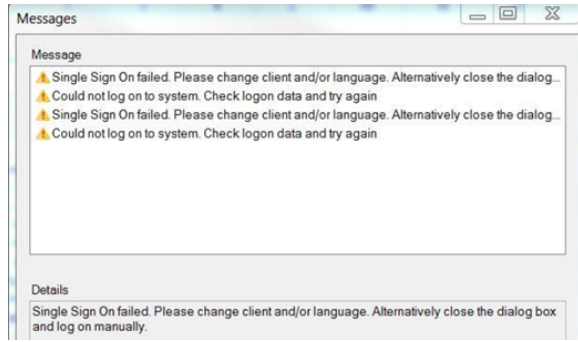 Messages
Message
Single Sign On failed. Please change client and/or language. Alternatively close the dialog...
Could not log on to system. Check logon data and try again
Single Sign On failed. Please change client and/or language. Alternatively close the dialog...
Could not log on to system. Check logon data and try again
Details
Single Sign On failed. Please change client and/or language. Alternatively close the dialog box
and log on manually.